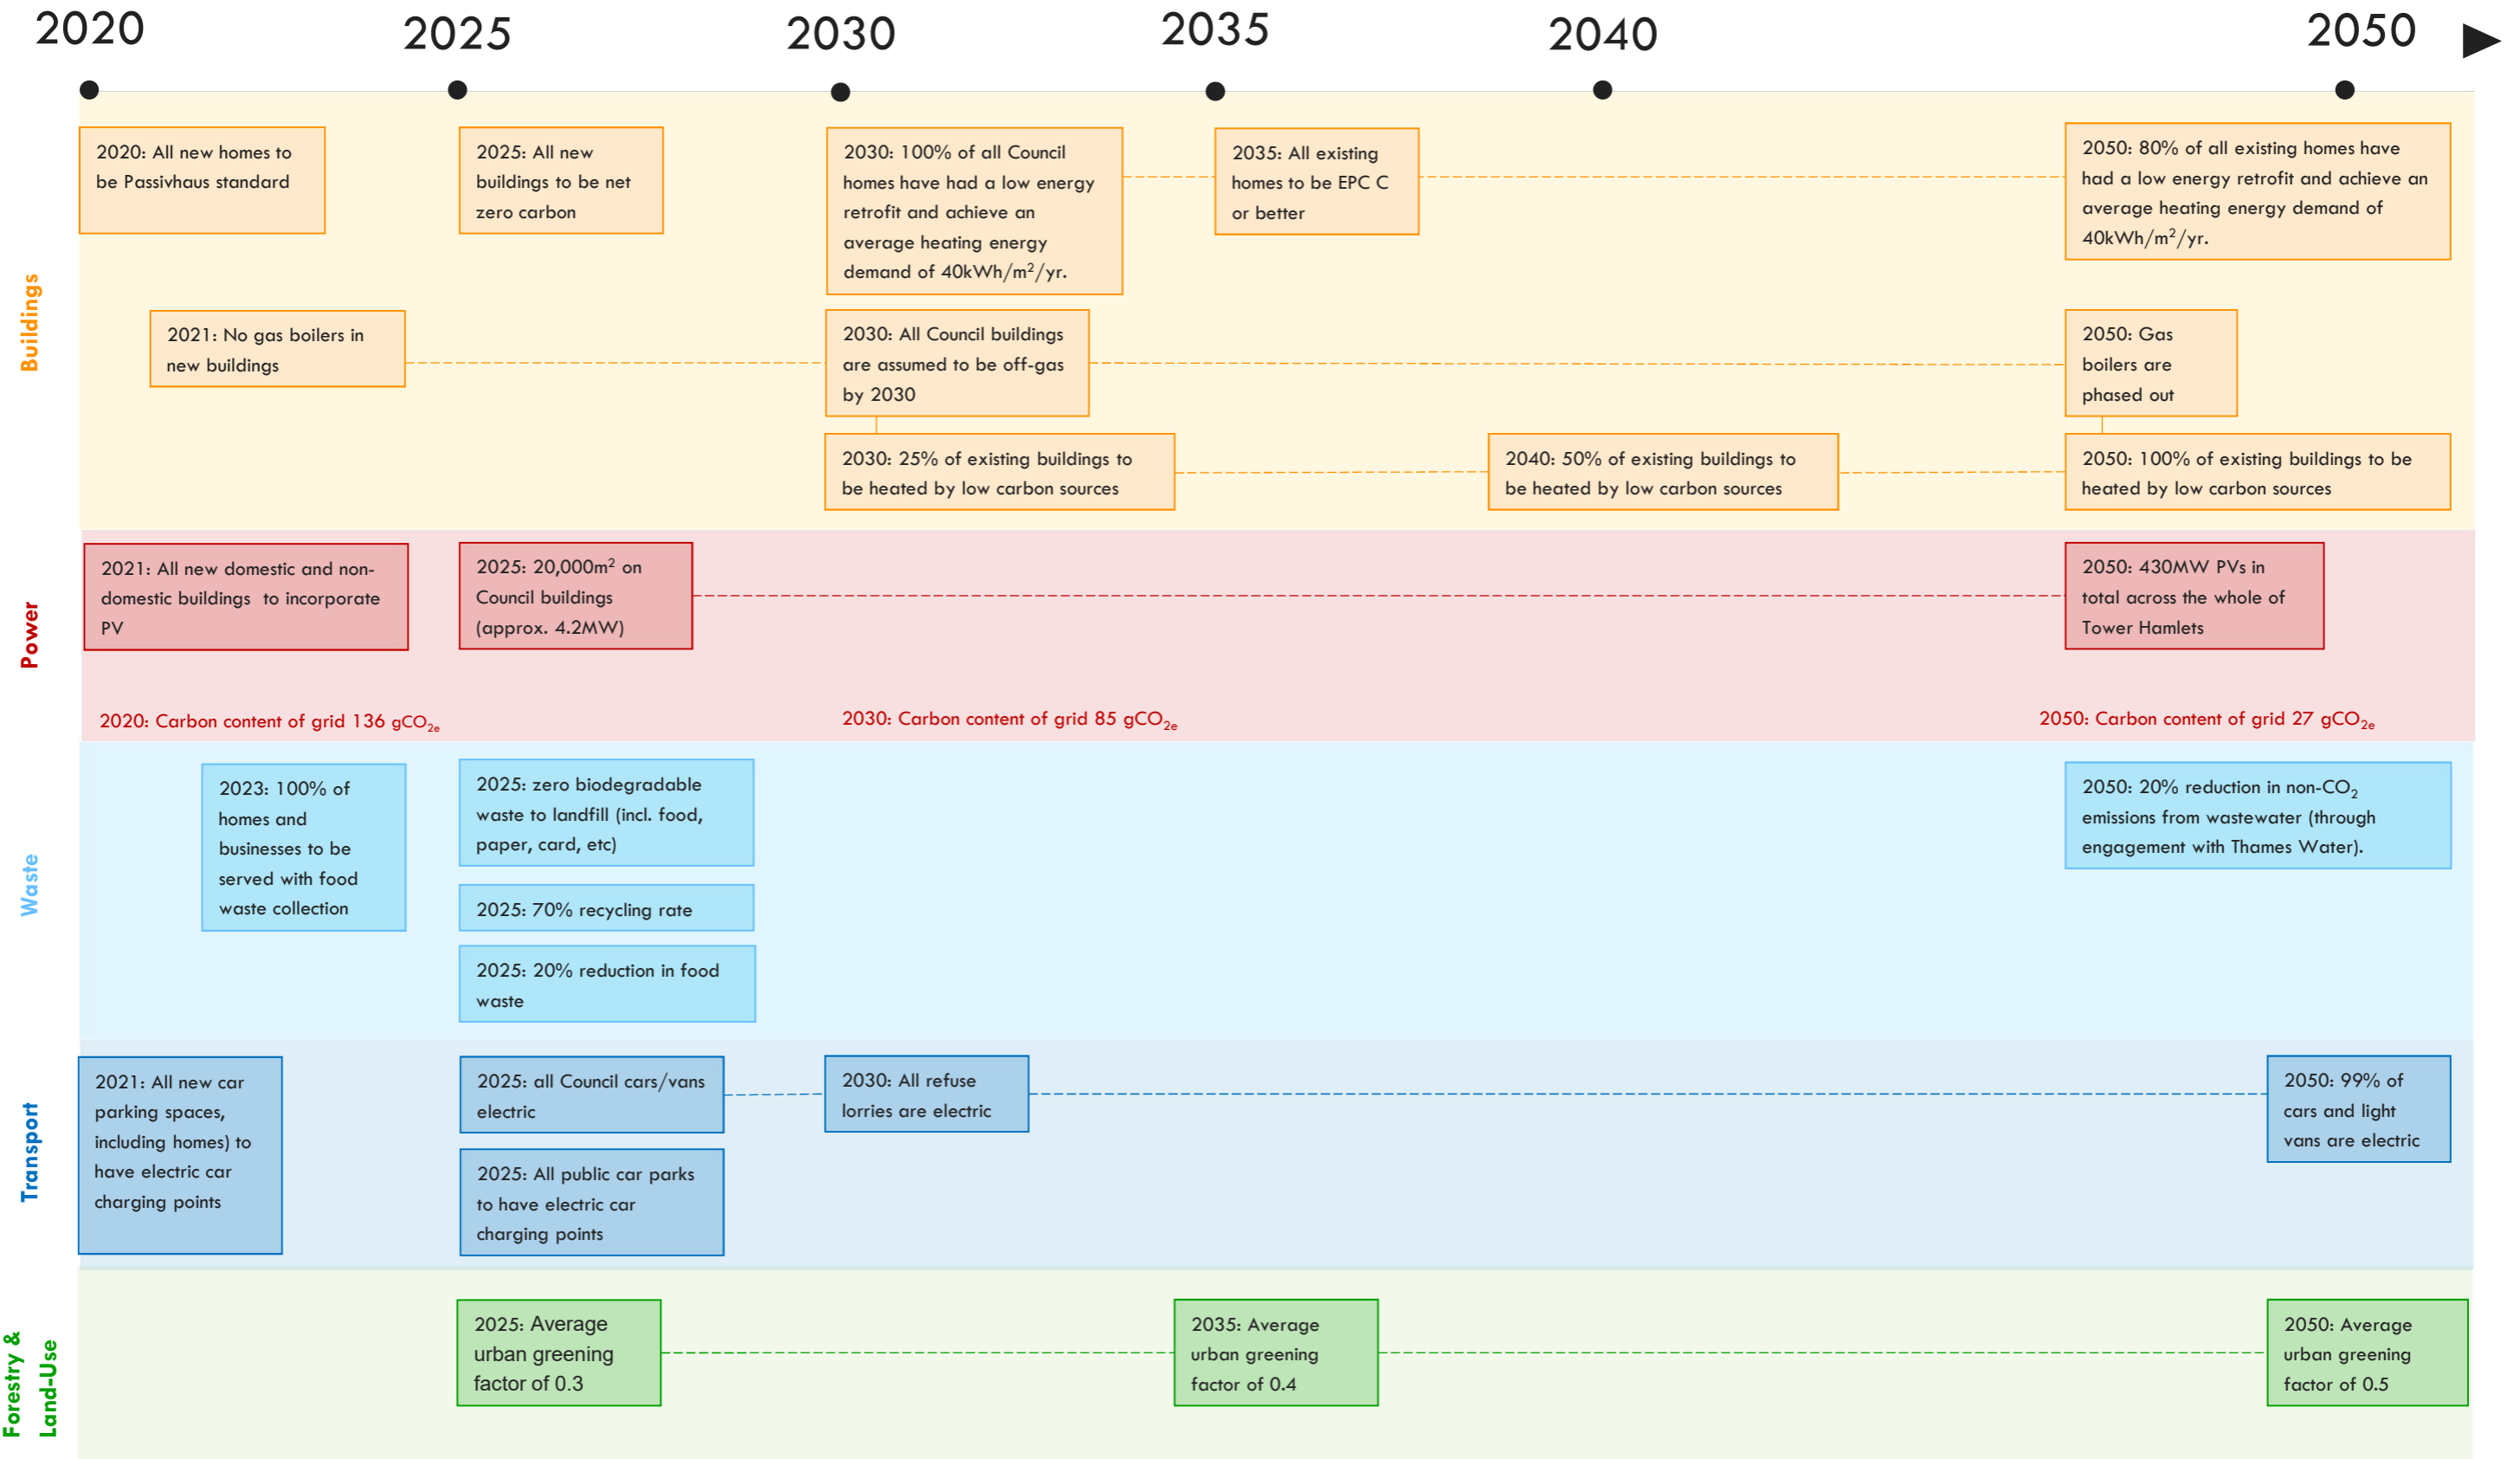 2020
2025
2030
2035
2040
2050
Buildings
2020: All new homes to
be Passivhaus standard
2025: All new
buildings to be net
zero carbon
2030: 100% of all Council
homes have had a low energy
retrofit and achieve an
average heating energy
demand of 40kWh/m²/yr.
2035: All existing
homes to be EPC C
or better
2050: 80% of all existing homes have
had a low energy retrofit and achieve an
average heating energy demand of
40kWh/m²/yr.
2021: No gas boilers in
new buildings
2030: All Council buildings
are assumed to be off-gas
by 2030
2050: Gas
boilers are
phased out
2030: 25% of existing buildings to
be heated by low carbon sources
2040: 50% of existing buildings to
be heated by low carbon sources
2050: 100% of existing buildings to be
heated by low carbon sources
Power
2021: All new domestic and non-
domestic buildings to incorporate
PV
2025: 20,000m² on
Council buildings
(approx. 4.2MW)
2050: 430MW PVs in
total across the whole of
Tower Hamlets
2020: Carbon content of grid 136 gCO₂e
2030: Carbon content of grid 85 gCO₂e
2050: Carbon content of grid 27 gCO₂e
Waste
2023: 100% of
homes and
businesses to be
served with food
waste collection
2025: zero biodegradable
waste to landfill (incl. food,
paper, card, etc)
2025: 70% recycling rate
2025: 20% reduction in food
waste
2050: 20% reduction in non-CO₂
emissions from wastewater (through
engagement with Thames Water).
Transport
2021: All new car
parking spaces,
including homes) to
have electric car
charging points
2025: all Council cars/vans
electric
2025: All public car parks
to have electric car
charging points
2030: All refuse
lorries are electric
2050: 99% of
cars and light
vans are electric
Forestry &
Land-Use
2025: Average
urban greening
factor of 0.3
2035: Average
urban greening
factor of 0.4
2050: Average
urban greening
factor of 0.5